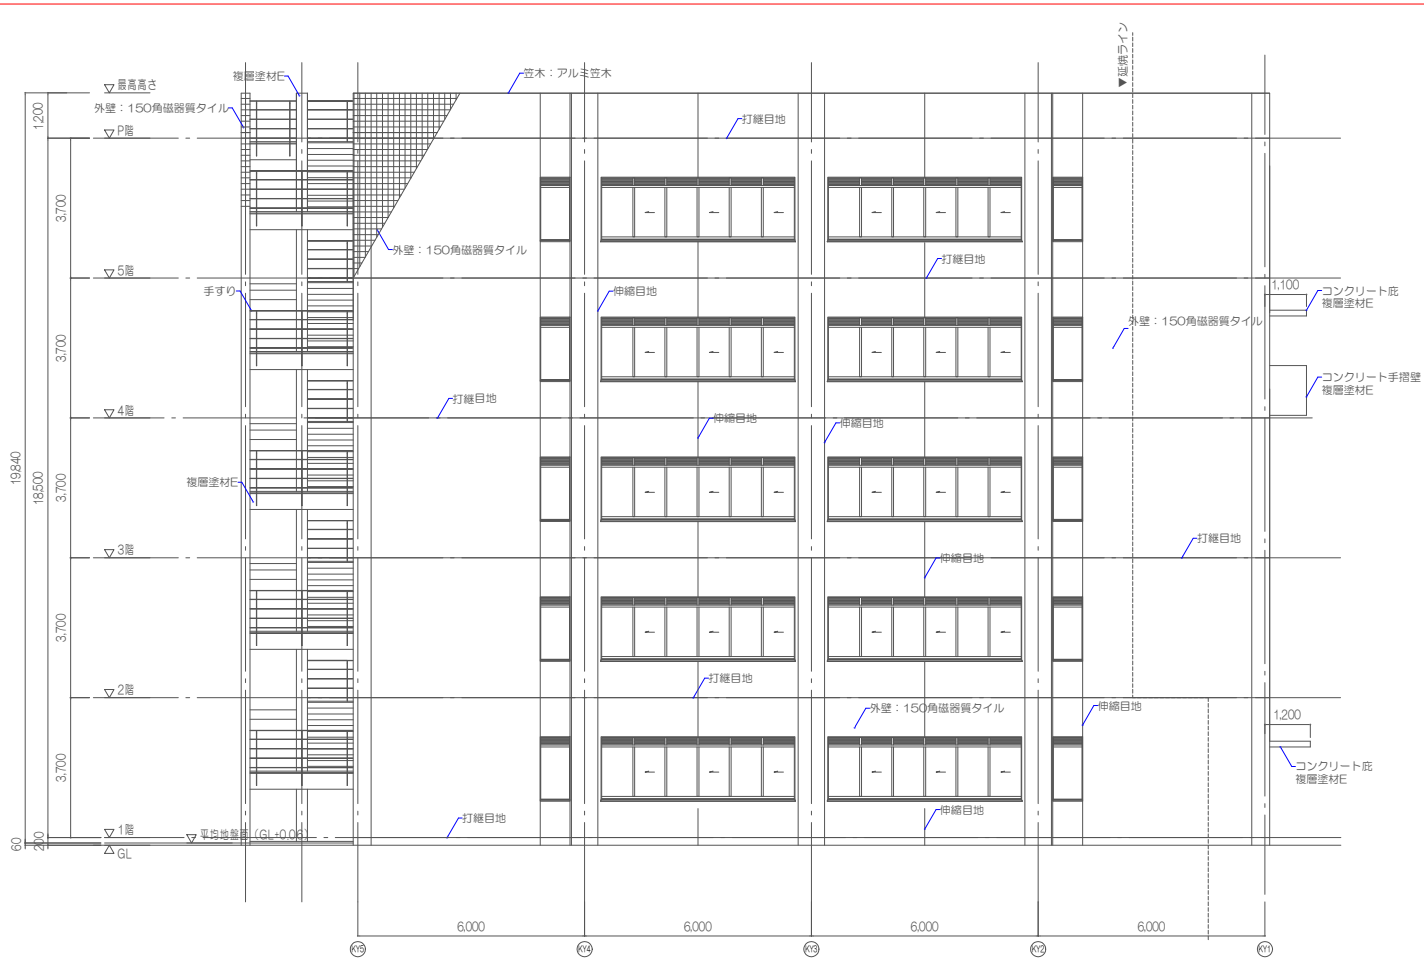 ▼延焼ライン
笠木：アルミ笠木
複層塗材E
最高高さ
外壁：150角磁器質タイル
1,200
打継目地
P階
3,700
外壁：150角磁器質タイル
打継目地
5階
1,100
コンクリート庇
複層塗材E
手すり
伸縮目地
外壁：150角磁器質タイル
3,700
コンクリート手摺壁
複層塗材E
打継目地
4階
伸縮目地
伸縮目地
19,840
18,500
3,700
複層塗材E
打継目地
3階
伸縮目地
3,700
打継目地
2階
外壁：150角磁器質タイル
伸縮目地
1,200
3,700
コンクリート庇
複層塗材E
伸縮目地
打継目地
1階
平均地盤面（GL+0.06）
60
200
GL
6,000
6,000
6,000
6,000
KY5
KY4
KY3
KY2
KY1